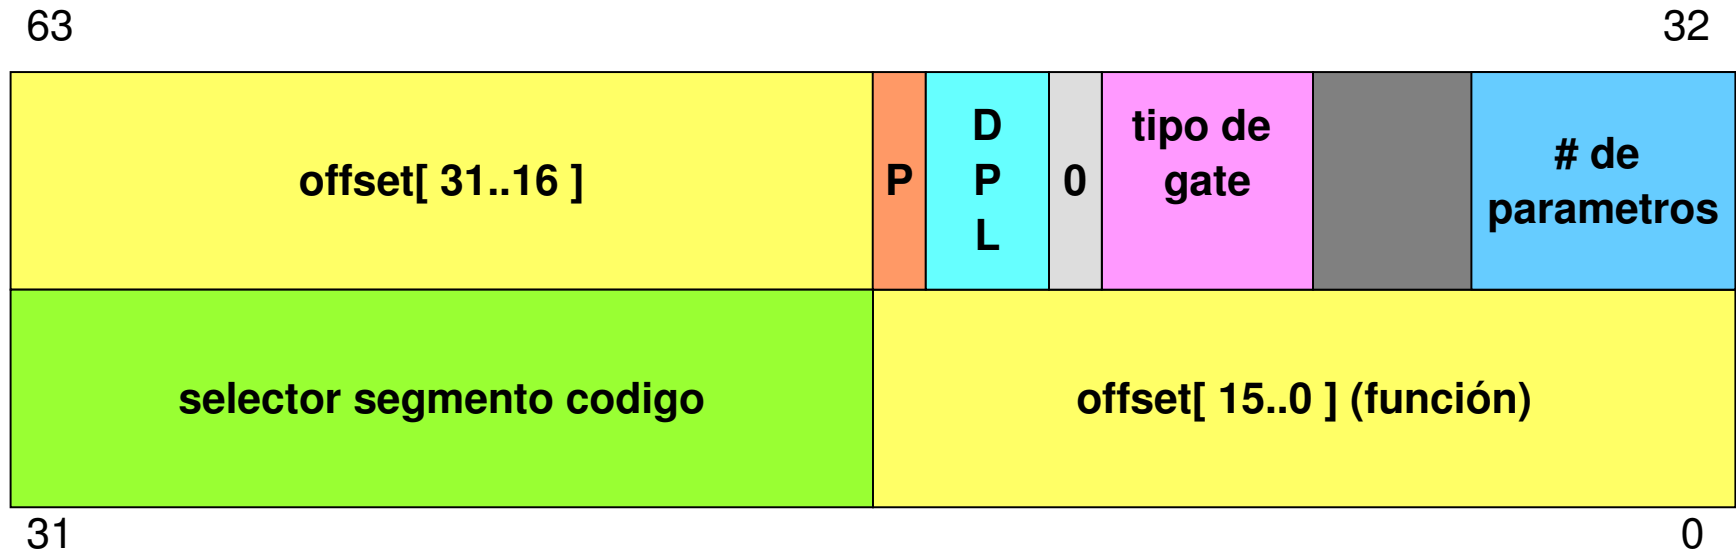 63
32
offset[ 31..16 ]
P
D
P
L
0
tipo de
gate
# de
parametros
selector segmento codigo
offset[ 15..0 ] (función)
31
0